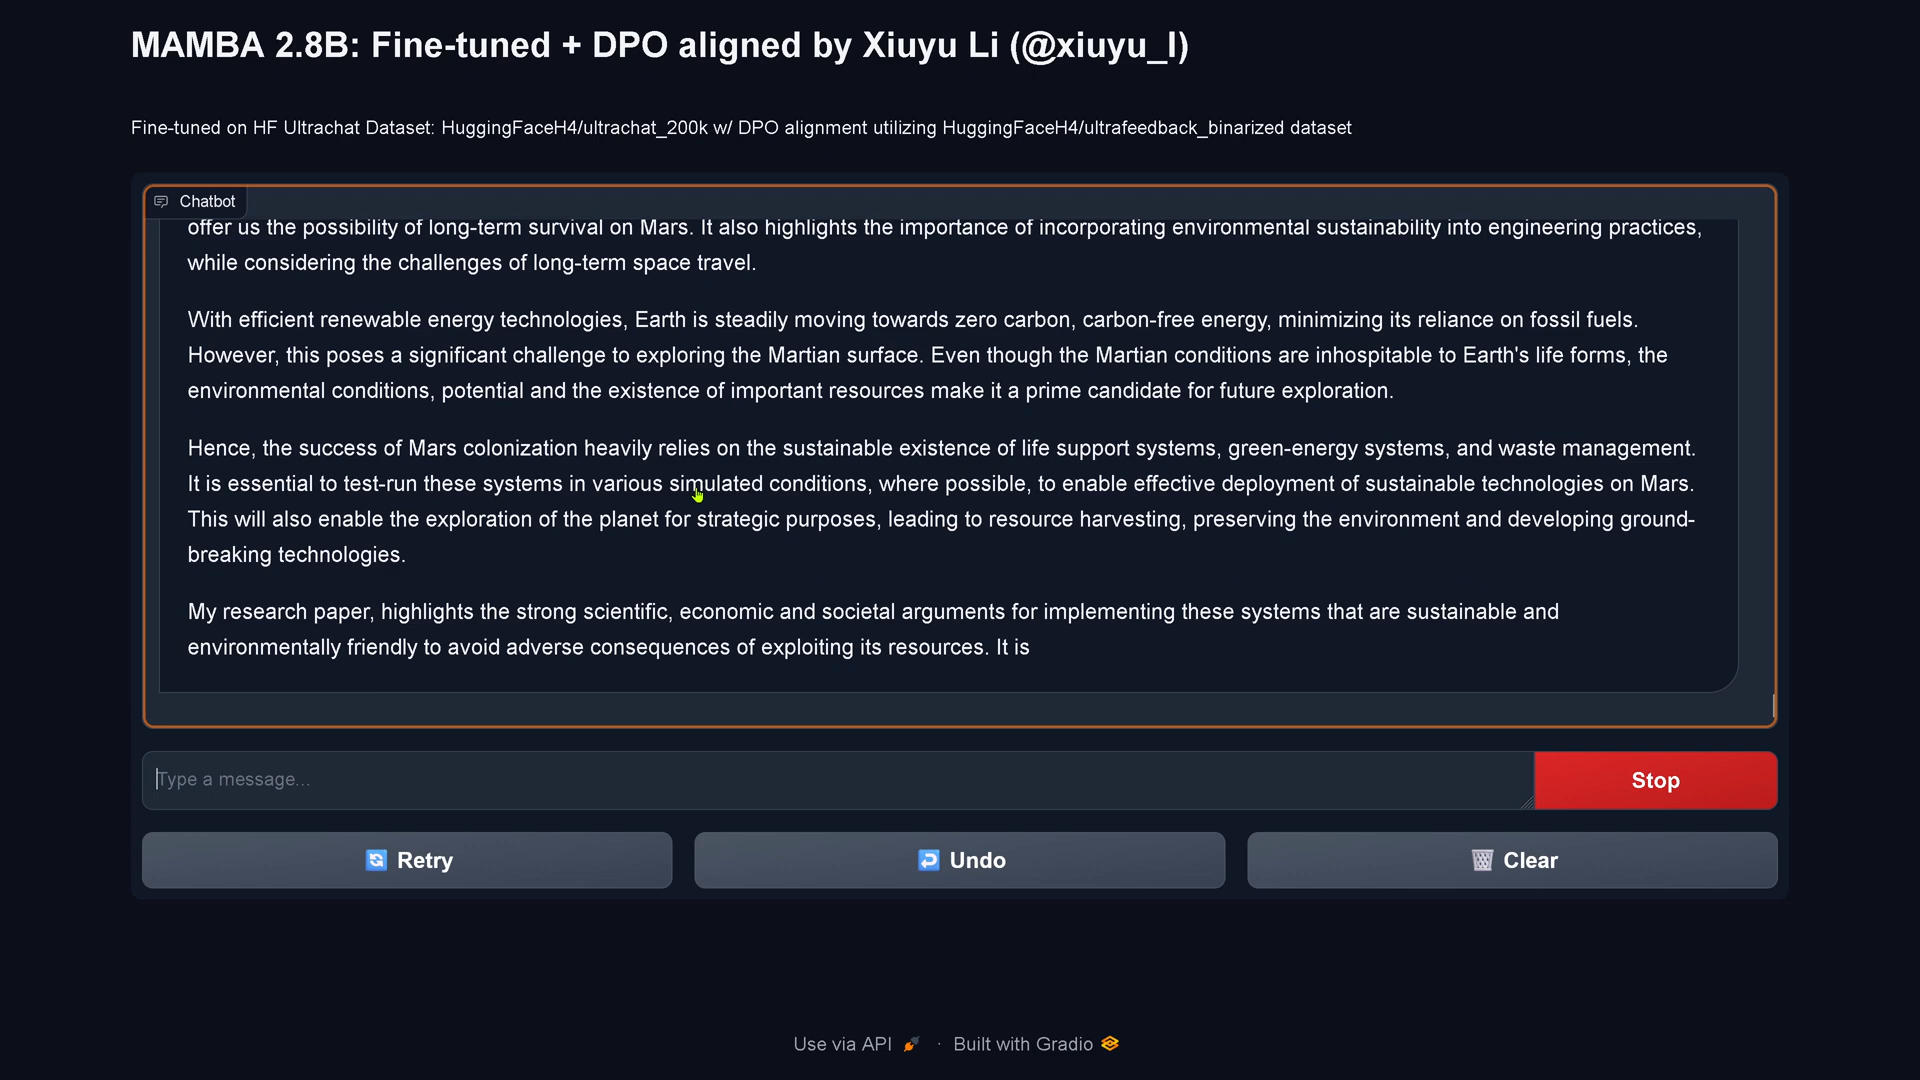 MAMBA 2.8B: Fine-tuned + DPO aligned by Xiuyu Li (@xiuyu_l)
Fine-tuned on HF Ultrachat Dataset: HuggingFaceH4/ultrachat_200k w/ DPO alignment utilizing HuggingFaceH4/ultrafeedback_binarized dataset
Chatbot
offer us the possibility of long-term survival on Mars. It also highlights the importance of incorporating environmental sustainability into engineering practices,
while considering the challenges of long-term space travel.
With efficient renewable energy technologies, Earth is steadily moving towards zero carbon, carbon-free energy, minimizing its reliance on fossil fuels.
However, this poses a significant challenge to exploring the Martian surface. Even though the Martian conditions are inhospitable to Earth's life forms, the
environmental conditions, potential and the existence of important resources make it a prime candidate for future exploration.
Hence, the success of Mars colonization heavily relies on the sustainable existence of life support systems, green-energy systems, and waste management.
It is essential to test-run these systems in various simulated conditions, where possible, to enable effective deployment of sustainable technologies on Mars.
This will also enable the exploration of the planet for strategic purposes, leading to resource harvesting, preserving the environment and developing ground-
breaking technologies.
My research paper, highlights the strong scientific, economic and societal arguments for implementing these systems that are sustainable and
environmentally friendly to avoid adverse consequences of exploiting its resources. It is
Type a message...
Stop
Retry
Undo
Clear
Use via API · Built with Gradio